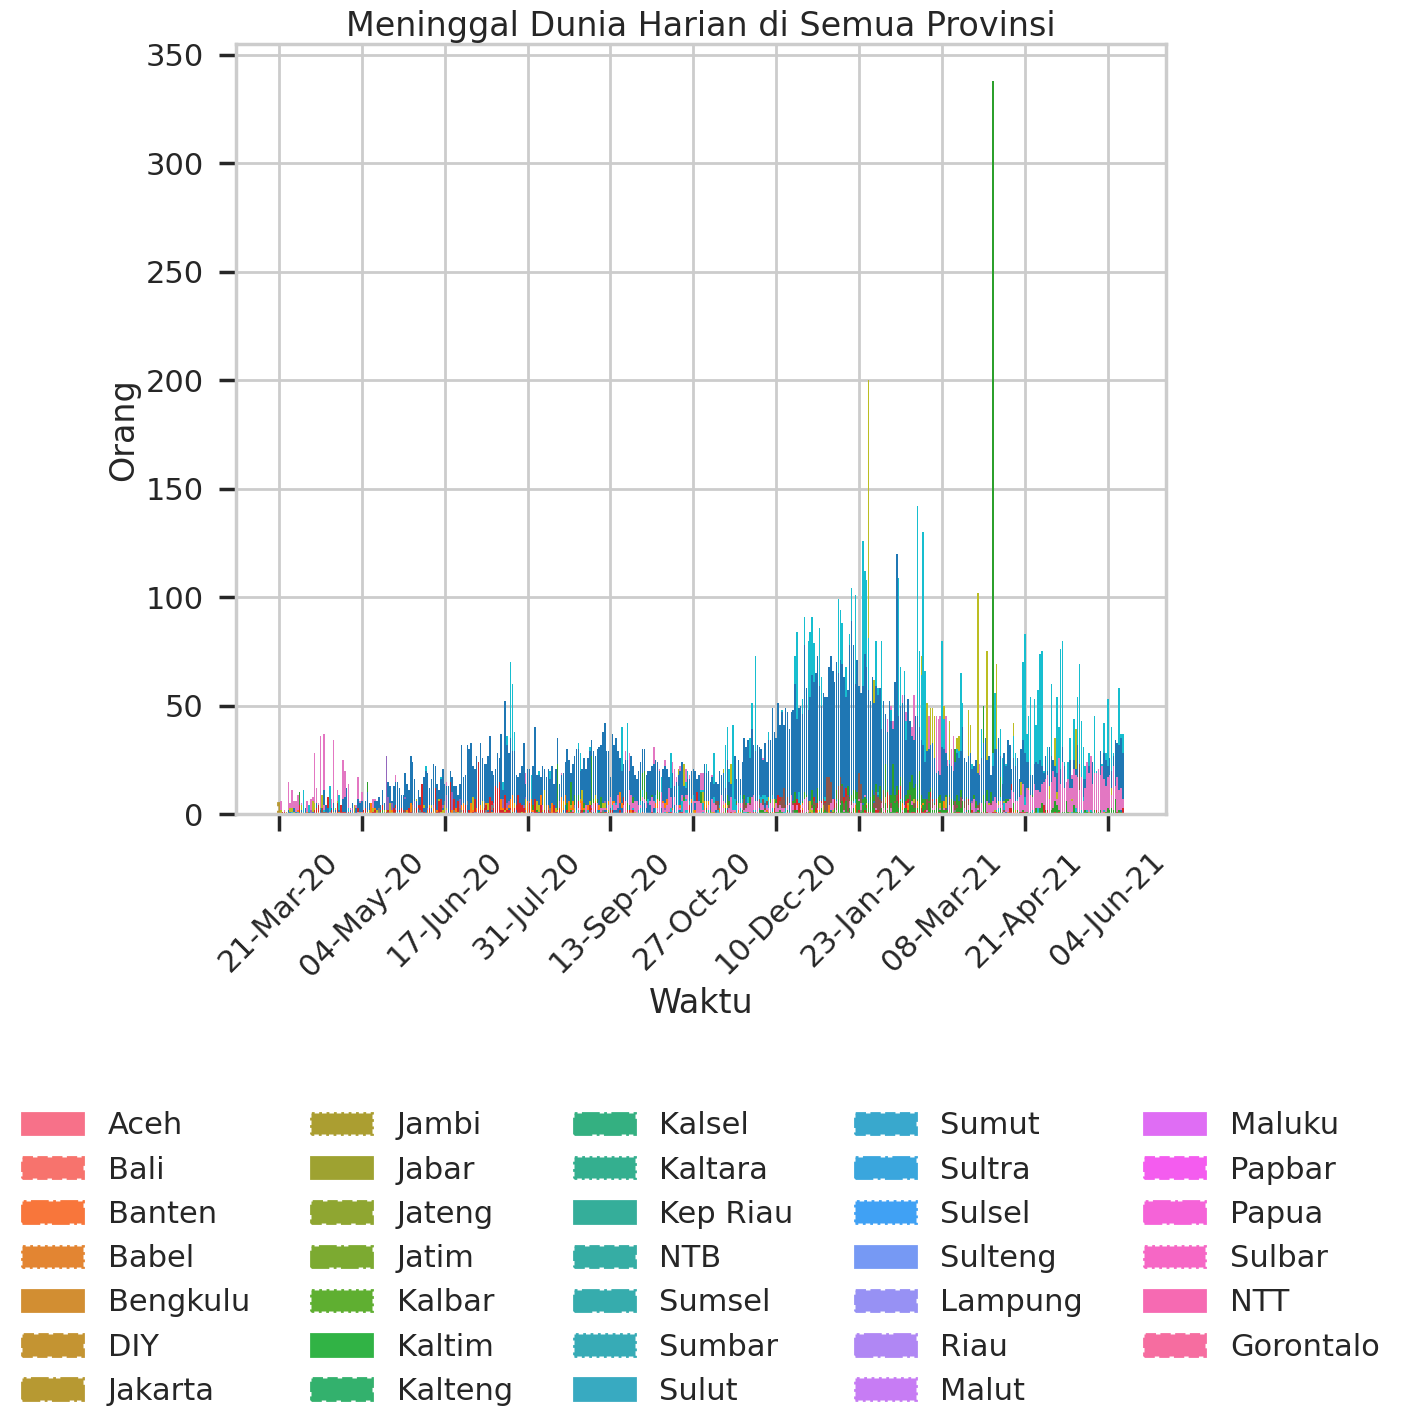 Meninggal Dunia Harian di Semua Provinsi
350
300
250
200
150
100
50
0
Orang
21-Mar-20
04-May-20
17-Jun-20
31-Jul-20
13-Sep-20
27-Oct-20
10-Dec-20
23-Jan-21
08-Mar-21
21-Apr-21
04-Jun-21
Waktu
Aceh
Bali
Banten
Babel
Bengkulu
DIY
Jakarta
Jambi
Jabar
Jateng
Jatim
Kalbar
Kaltim
Kalteng
Kalsel
Kaltara
Kep Riau
NTB
Sumsel
Sumbar
Sulut
Sumut
Sultra
Sulsel
Sulteng
Lampung
Riau
Malut
Maluku
Papbar
Papua
Sulbar
NTT
Gorontalo